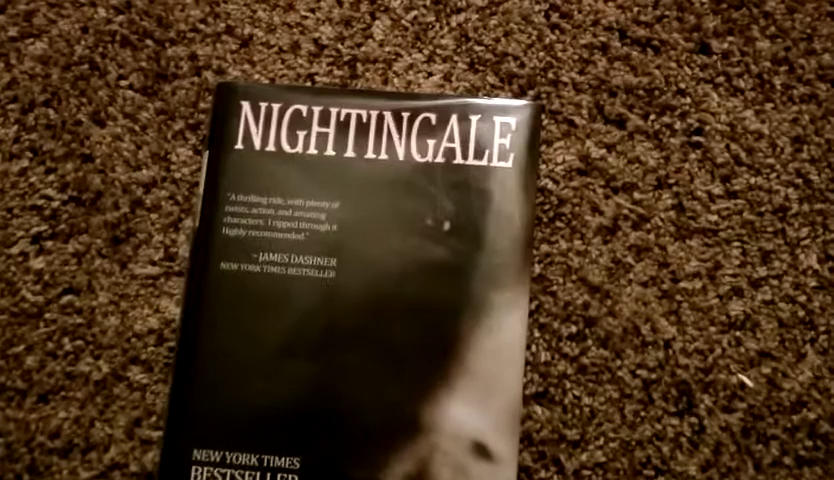 NIGHTINGALE
"A thrilling ride, with plenty of
twists, action, and amazing
characters. I ripped through it
Highly recommended."
~JAMES DASHNER
NEW YORK TIMES BESTSELLER
NEW YORK TIMES
BESTSELLER